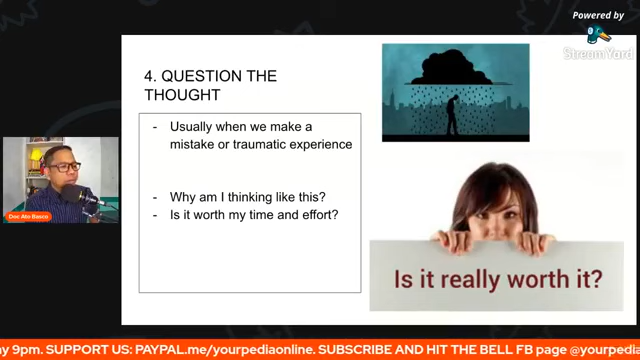 Powered by
StreamYard
4. QUESTION THE
THOUGHT
- Usually when we make a
mistake or traumatic experience
- Why am I thinking like this?
- Is it worth my time and effort?
Is it really worth it?
Doc Ato Basco
ay 9pm. SUPPORT US: PAYPAL.me/yourpediaonline. SUBSCRIBE AND HIT THE BELL FB page @yourpedia